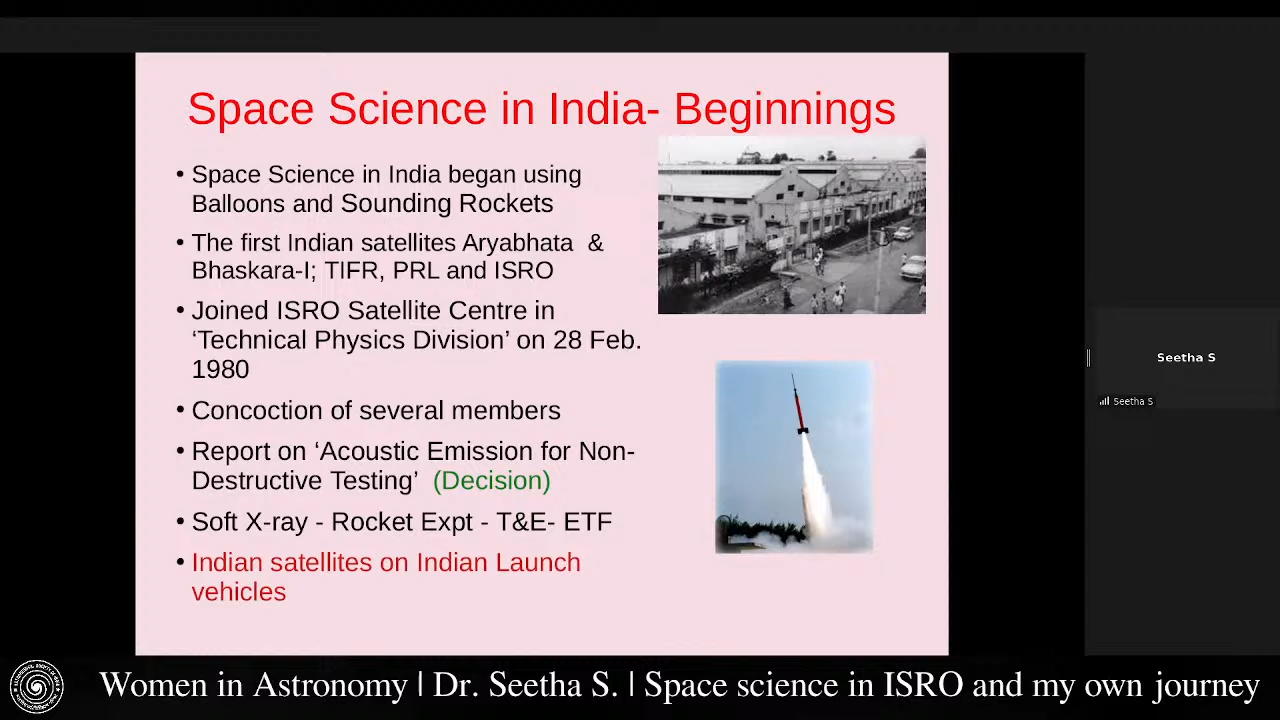 Space Science in India- Beginnings
• Space Science in India began using
Balloons and Sounding Rockets
• The first Indian satellites Aryabhata &
Bhaskara-I; TIFR, PRL and ISRO
• Joined ISRO Satellite Centre in
‘Technical Physics Division’ on 28 Feb.
1980
• Concoction of several members
• Report on ‘Acoustic Emission for Non-
Destructive Testing’ (Decision)
• Soft X-ray - Rocket Expt - T&E- ETF
• Indian satellites on Indian Launch
vehicles
Seetha S
Seetha S
Women in Astronomy | Dr. Seetha S. | Space science in ISRO and my own journey